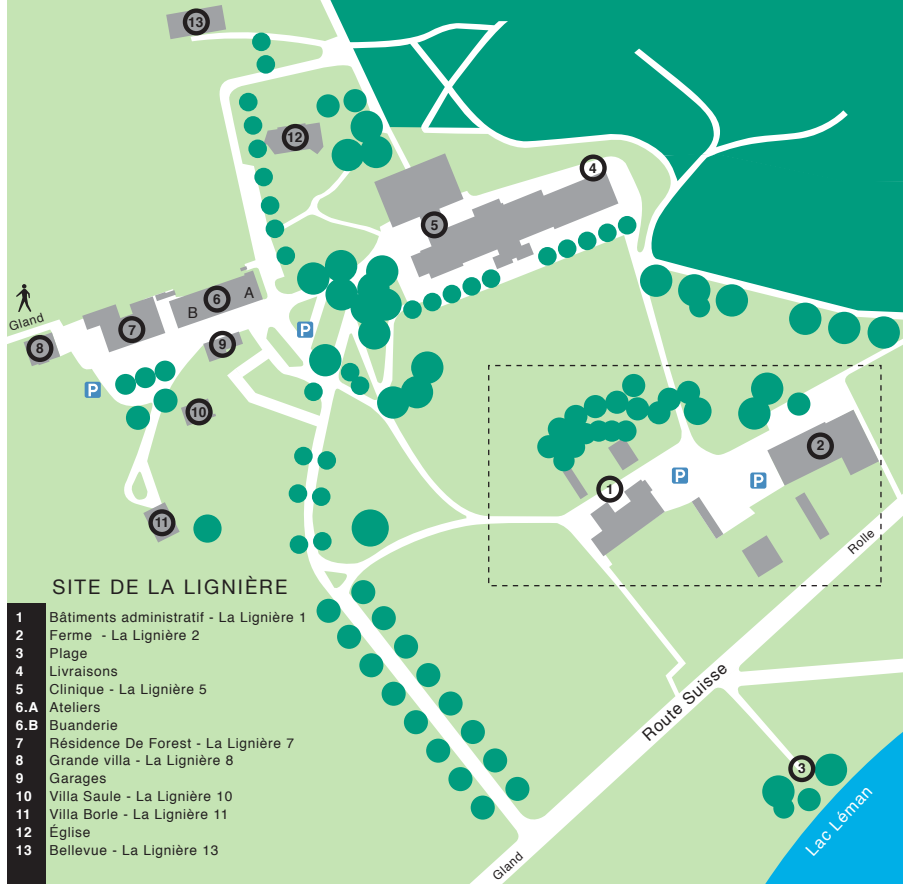 13
12
4
5
6
A
B
Gland
7
P
9
8
P
10
2
1
P
P
11
Rolle
SITE DE LA LIGNIÈRE
1 Bâtiments administratif - La Lignière 1
2 Ferme - La Lignière 2
3 Plage
4 Livraisons
5 Clinique - La Lignière 5
6.A Ateliers
6.B Buanderie
7 Résidence De Forest - La Lignière 7
8 Grande villa - La Lignière 8
9 Garages
10 Villa Saule - La Lignière 10
11 Villa Borle - La Lignière 11
12 Église
13 Bellevue - La Lignière 13
Route Suisse
3
Lac Léman
Gland